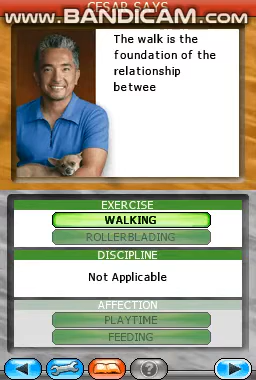 CESAR SAYS
WWW.BANDICAM.COM
The walk is the
foundation of the
relationship
betwee
EXERCISE
WALKING
ROLLERBLADING
DISCIPLINE
Not Applicable
AFFECTION
PLAYTIME
FEEDING
?